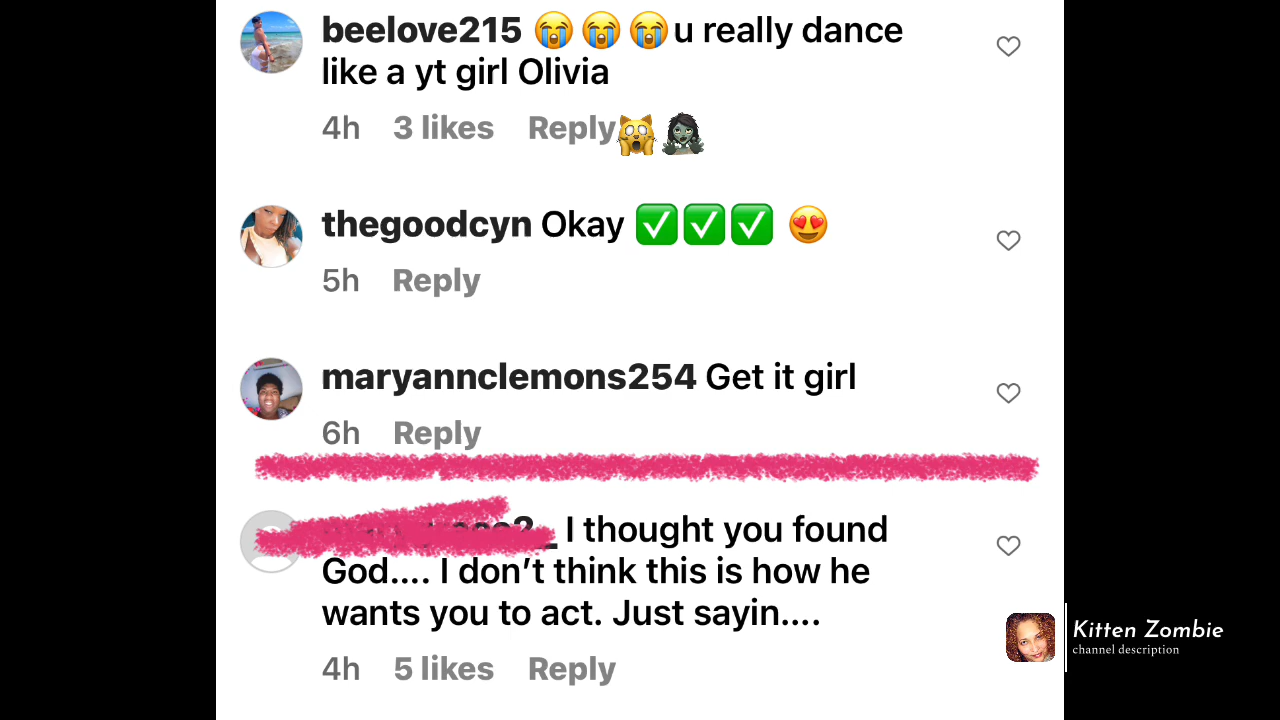 beelove215 😭😭😭u really dance
like a yt girl Olivia
4h 3 likes Reply
thegoodcyn Okay ✅✅✅ 😍
5h Reply
maryannclemons254 Get it girl
6h Reply
I thought you found
God.... I don’t think this is how he
wants you to act. Just sayin....
4h 5 likes Reply
Kitten Zombie
channel description